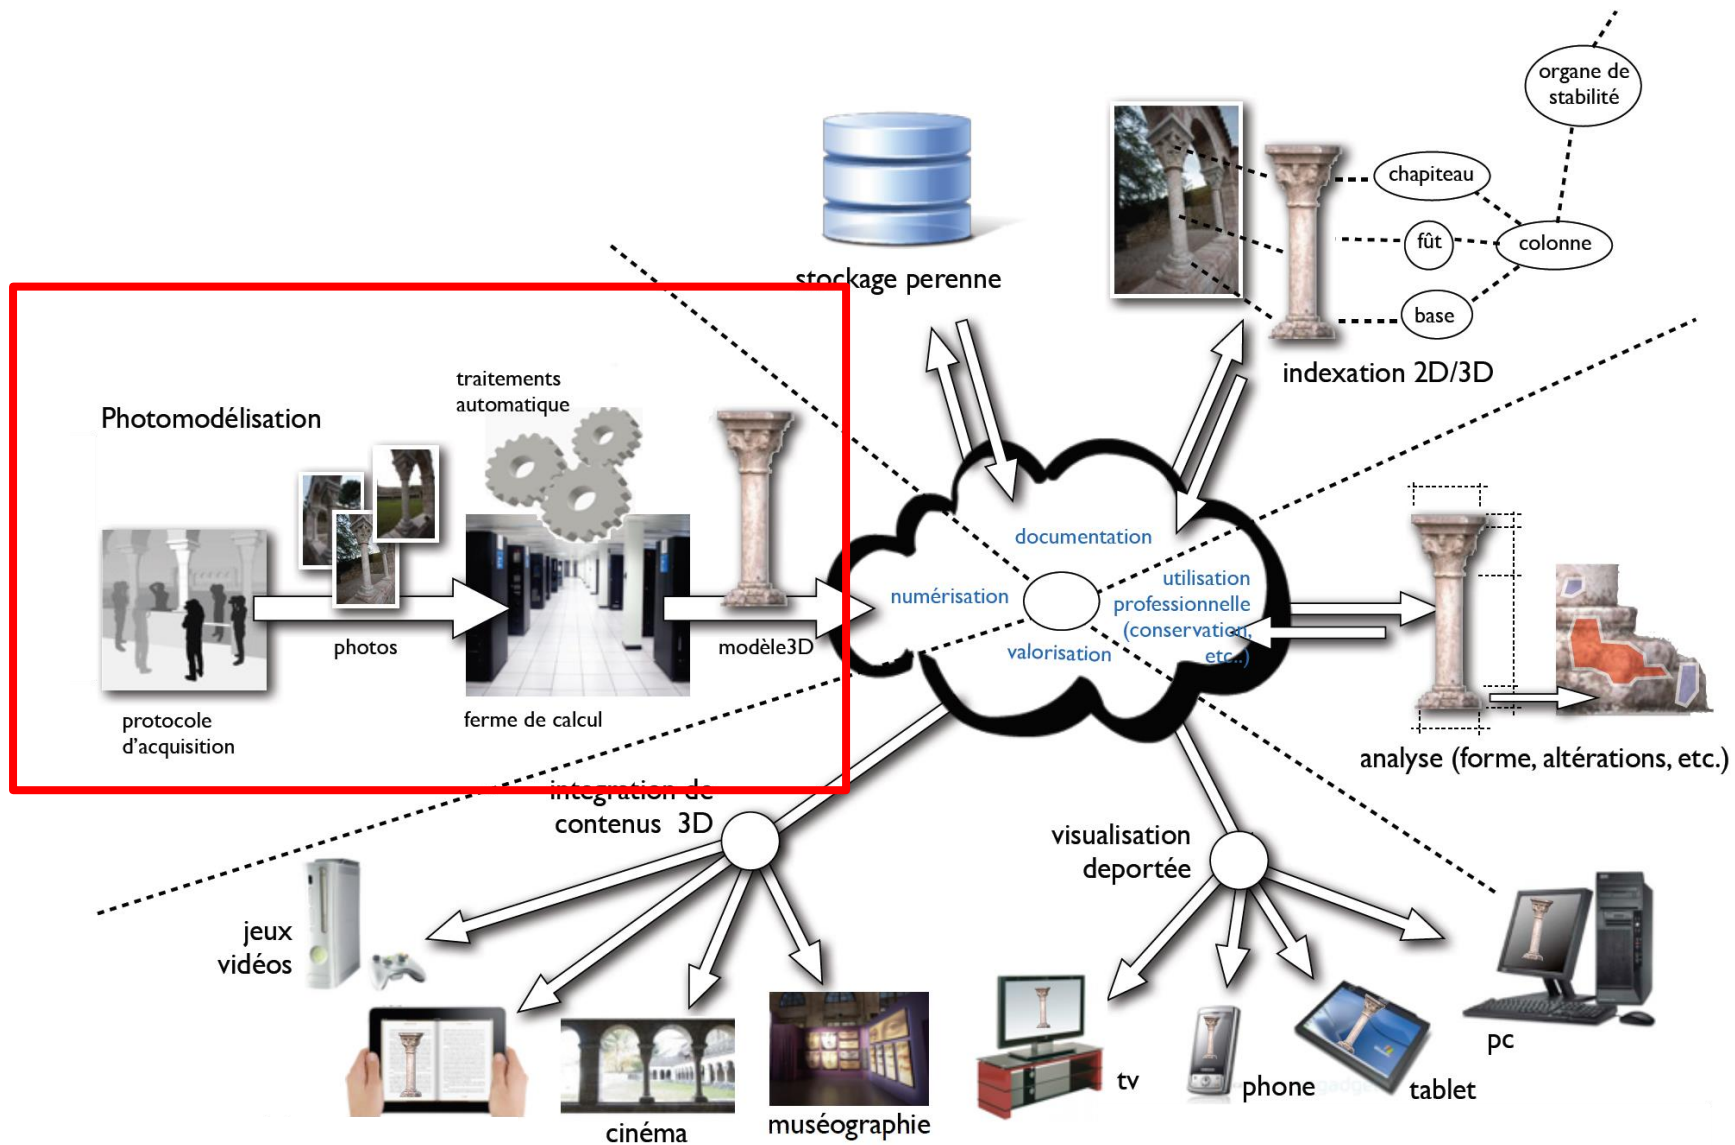 organe de
stabilité
chapiteau
fût
colonne
base
stockage perenne
indexation 2D/3D
traitements
automatique
Photomodélisation
photos
modèle3D
protocole
d'acquisition
ferme de calcul
documentation
numérisation
utilisation
professionnelle
(conservation,
etc..)
valorisation
analyse (forme, altérations, etc.)
integration de
contenus 3D
visualisation
deportée
jeux
vidéos
cinéma
muséographie
tv
phone
tablet
pc